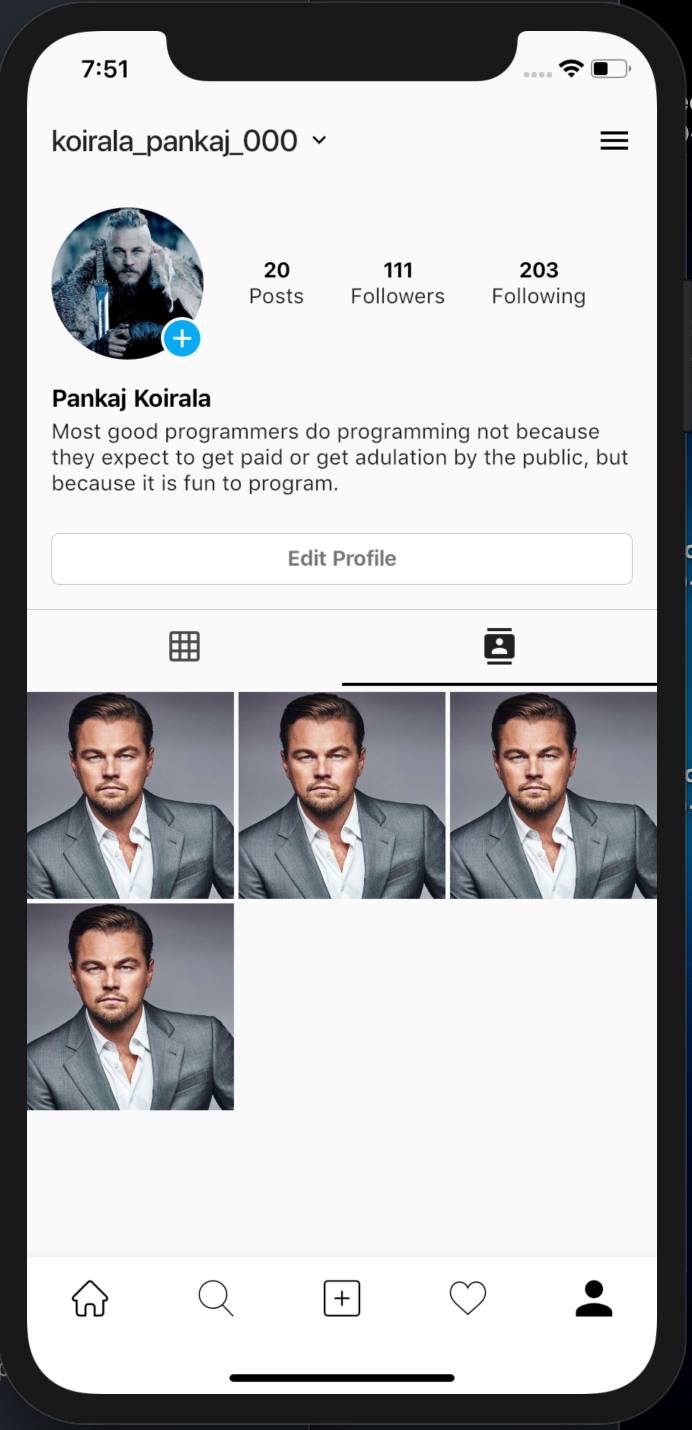 7:51
koirala_pankaj_000
20 111 203
Posts Followers Following
Pankaj Koirala
Most good programmers do programming not because
they expect to get paid or get adulation by the public, but
because it is fun to program.
Edit Profile